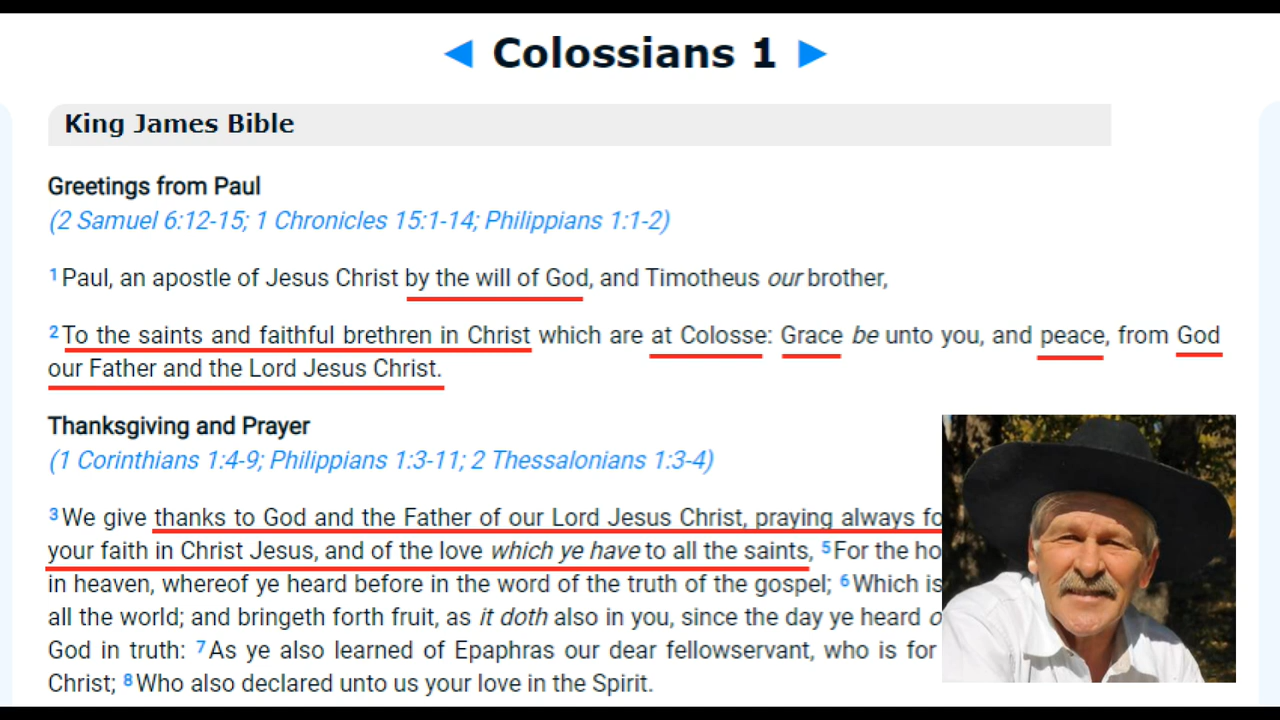 ◄ Colossians 1 ►
King James Bible
Greetings from Paul
(2 Samuel 6:12-15; 1 Chronicles 15:1-14; Philippians 1:1-2)
1 Paul, an apostle of Jesus Christ by the will of God, and Timotheus our brother,
2 To the saints and faithful brethren in Christ which are at Colosse: Grace be unto you, and peace, from God
our Father and the Lord Jesus Christ.
Thanksgiving and Prayer
(1 Corinthians 1:4-9; Philippians 1:3-11; 2 Thessalonians 1:3-4)
3 We give thanks to God and the Father of our Lord Jesus Christ, praying always fo
your faith in Christ Jesus, and of the love which ye have to all the saints, 5 For the ho
in heaven, whereof ye heard before in the word of the truth of the gospel; 6 Which is
all the world; and bringeth forth fruit, as it doth also in you, since the day ye heard o
God in truth: 7 As ye also learned of Epaphras our dear fellowservant, who is for
Christ; 8 Who also declared unto us your love in the Spirit.